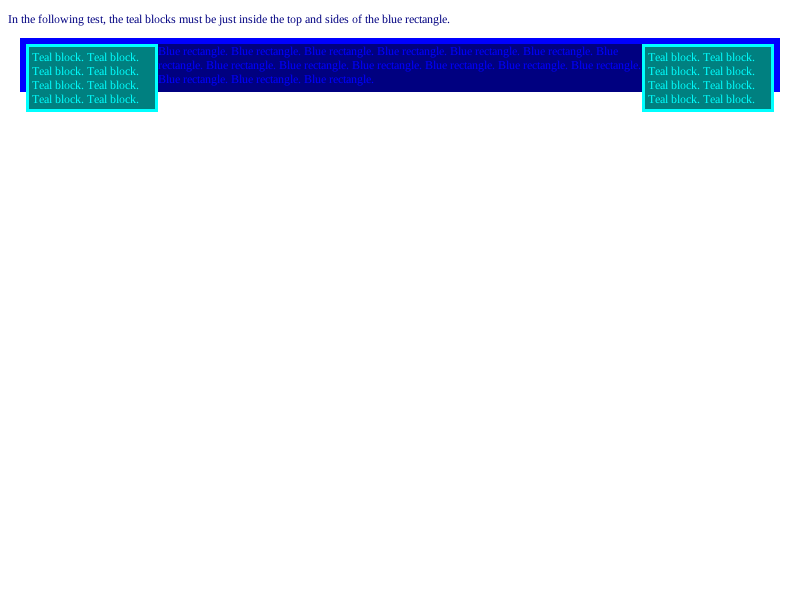 In the following test, the teal blocks must be just inside the top and sides of the blue rectangle.
Teal block. Teal block.
Teal block. Teal block.
Teal block. Teal block.
Teal block. Teal block.
Blue rectangle. Blue rectangle. Blue rectangle. Blue rectangle. Blue rectangle. Blue rectangle. Blue
rectangle. Blue rectangle. Blue rectangle. Blue rectangle. Blue rectangle. Blue rectangle. Blue rectangle.
Blue rectangle. Blue rectangle. Blue rectangle.
Teal block. Teal block.
Teal block. Teal block.
Teal block. Teal block.
Teal block. Teal block.